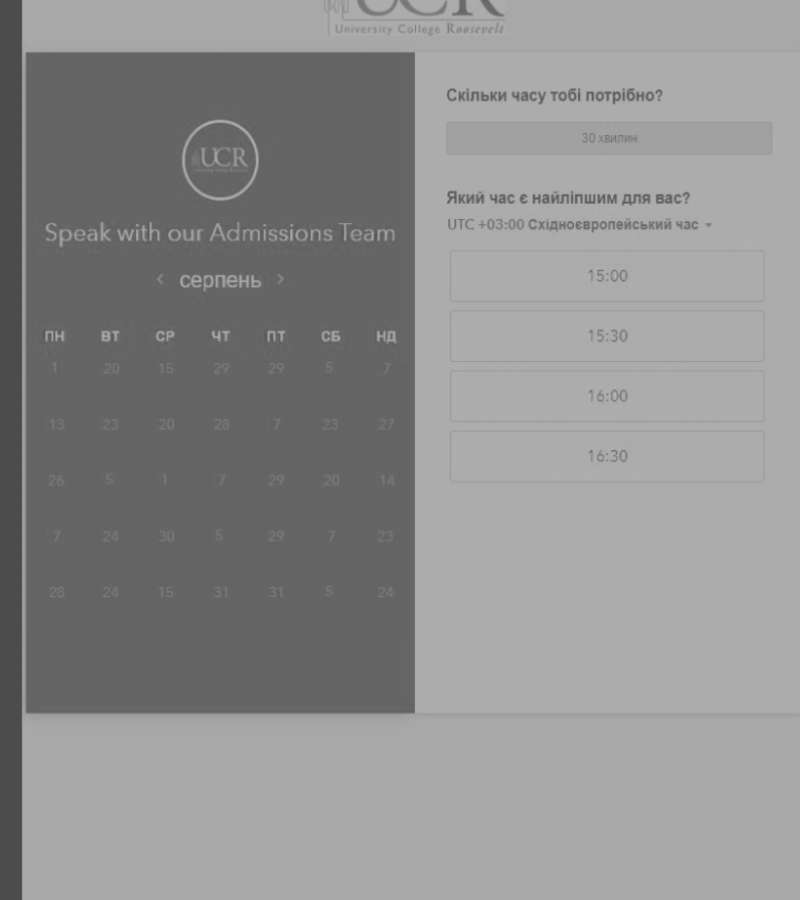 UCR
University College Roosevelt
UCR
Speak with our Admissions Team
серпень
ПН ВТ СР ЧТ ПТ СБ НД
1 20 15 29 29 5 7
13 23 20 28 7 23 27
26 5 1 7 29 20 14
7 24 30 5 29 7 23
28 24 15 31 31 5 24
Скільки часу тобі потрібно?
30 хвилин
Який час є найліпшим для вас?
UTC +03:00 Східноєвропейський час
15:00
15:30
16:00
16:30